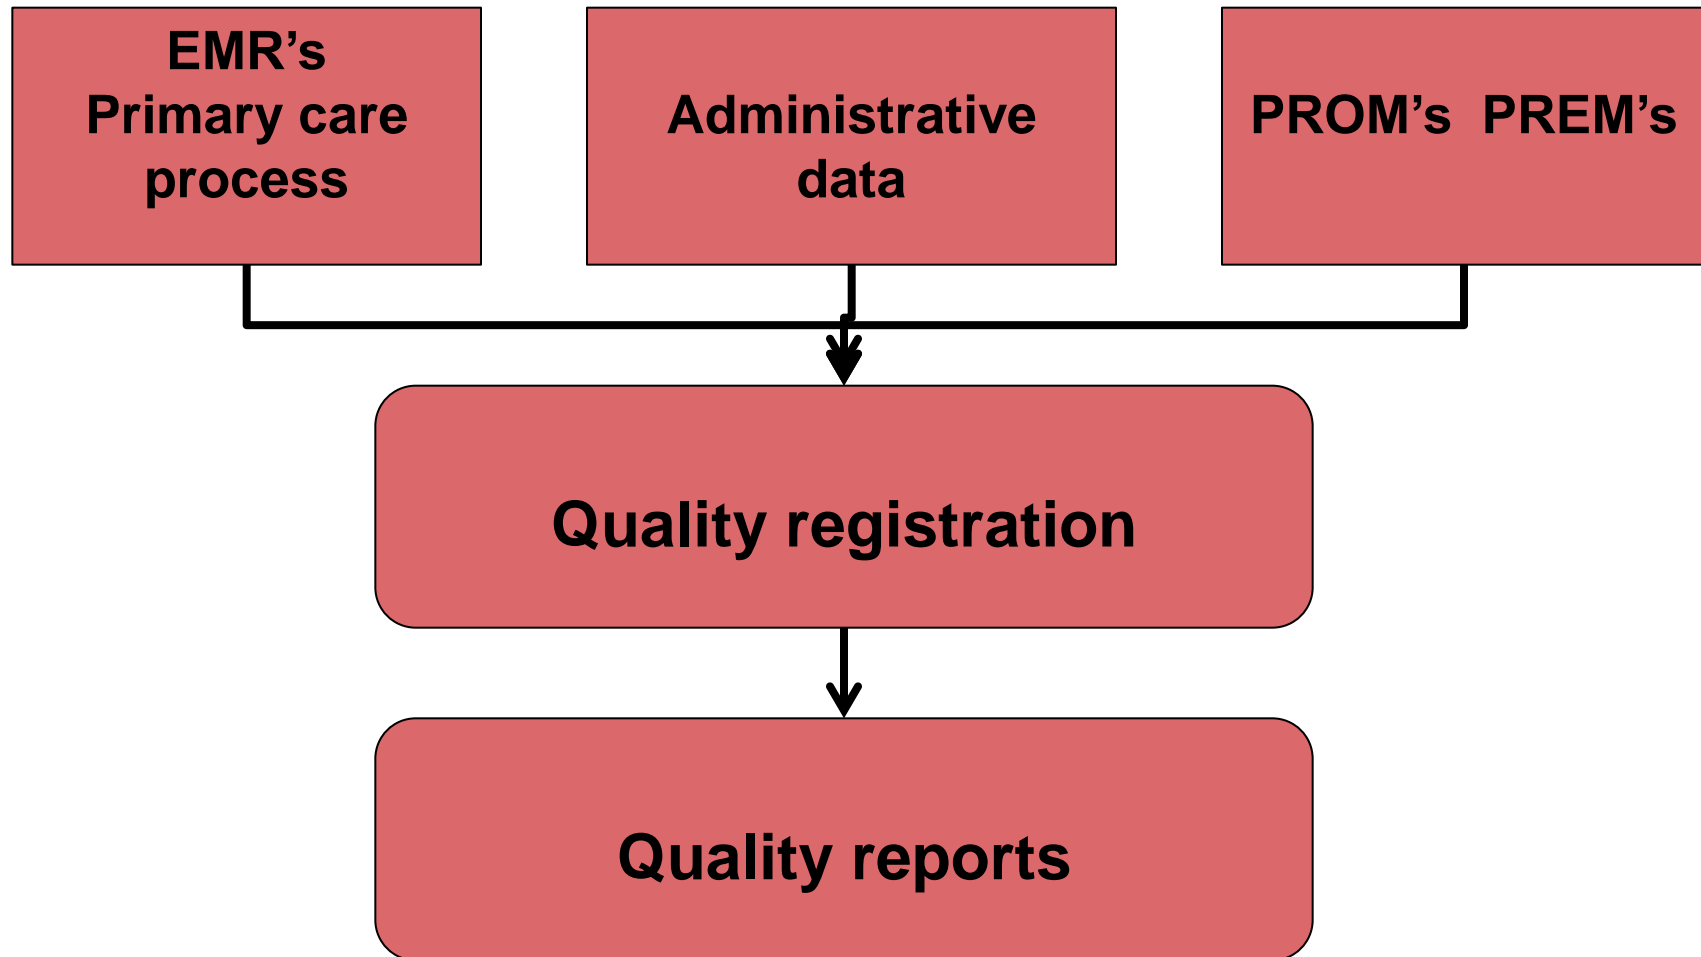 EMR’s
Primary care
process
Administrative
data
PROM’s PREM’s
Quality registration
Quality reports